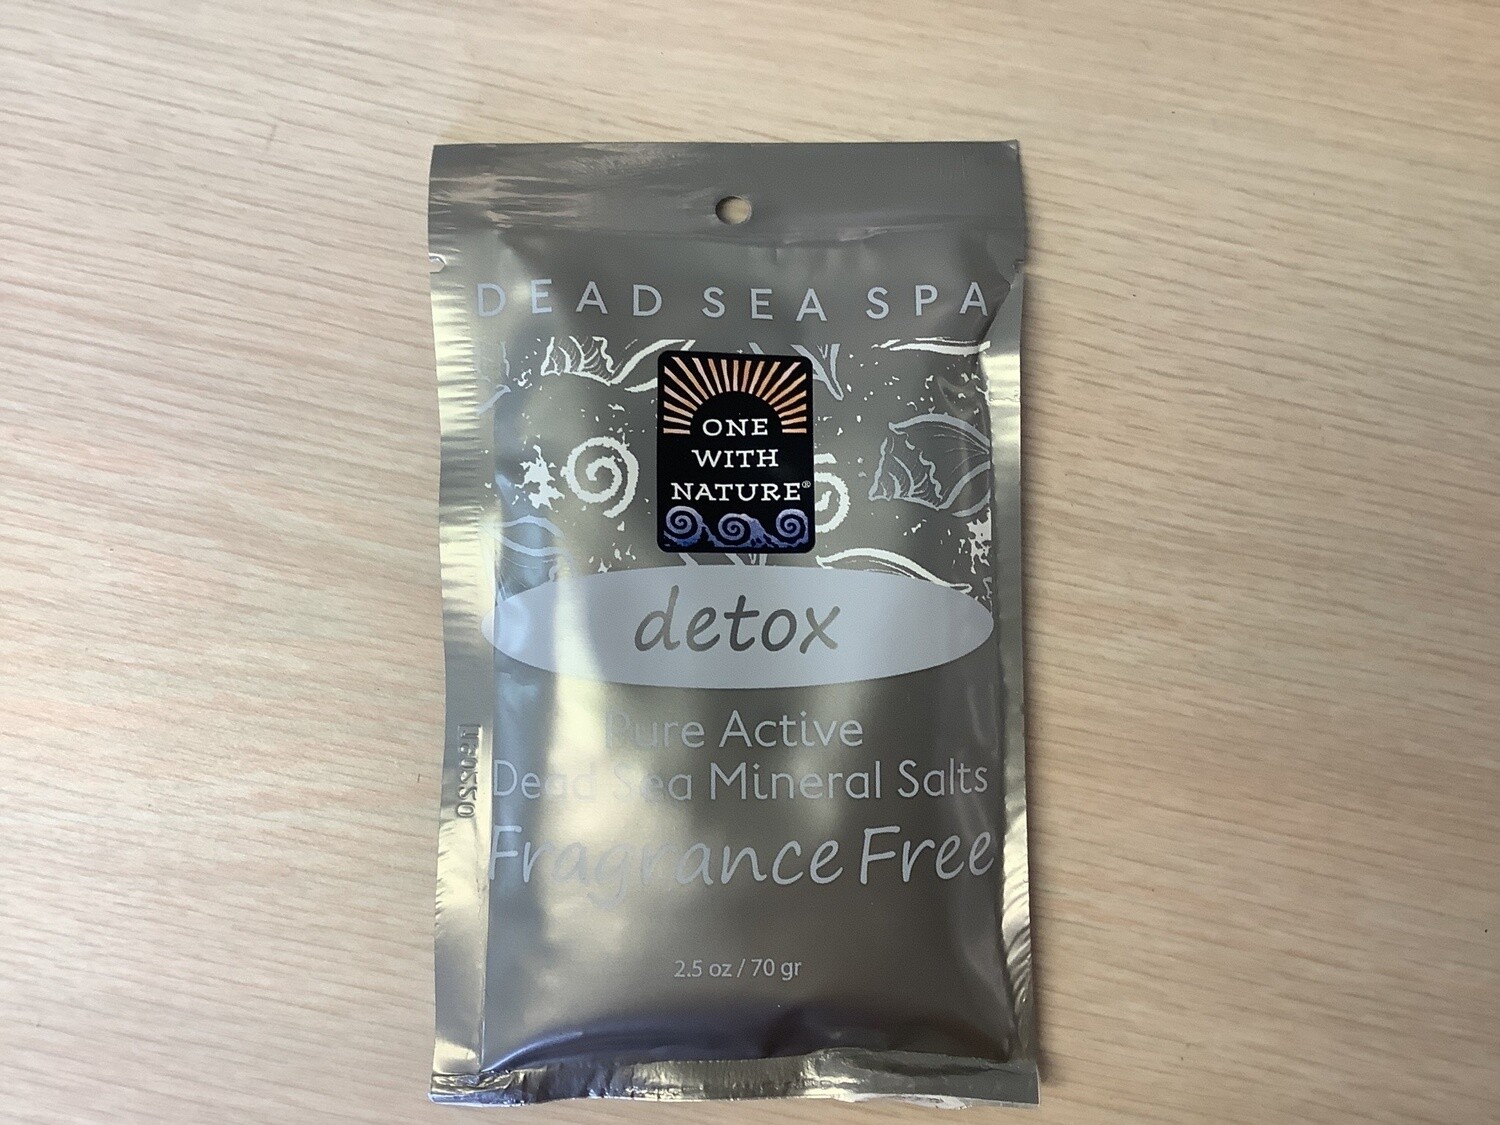 DEAD SEA SPA
ONE
WITH
NATURE®
detox
Pure Active
Dead Sea Mineral Salts
Fragrance Free
2.5 oz / 70 gr